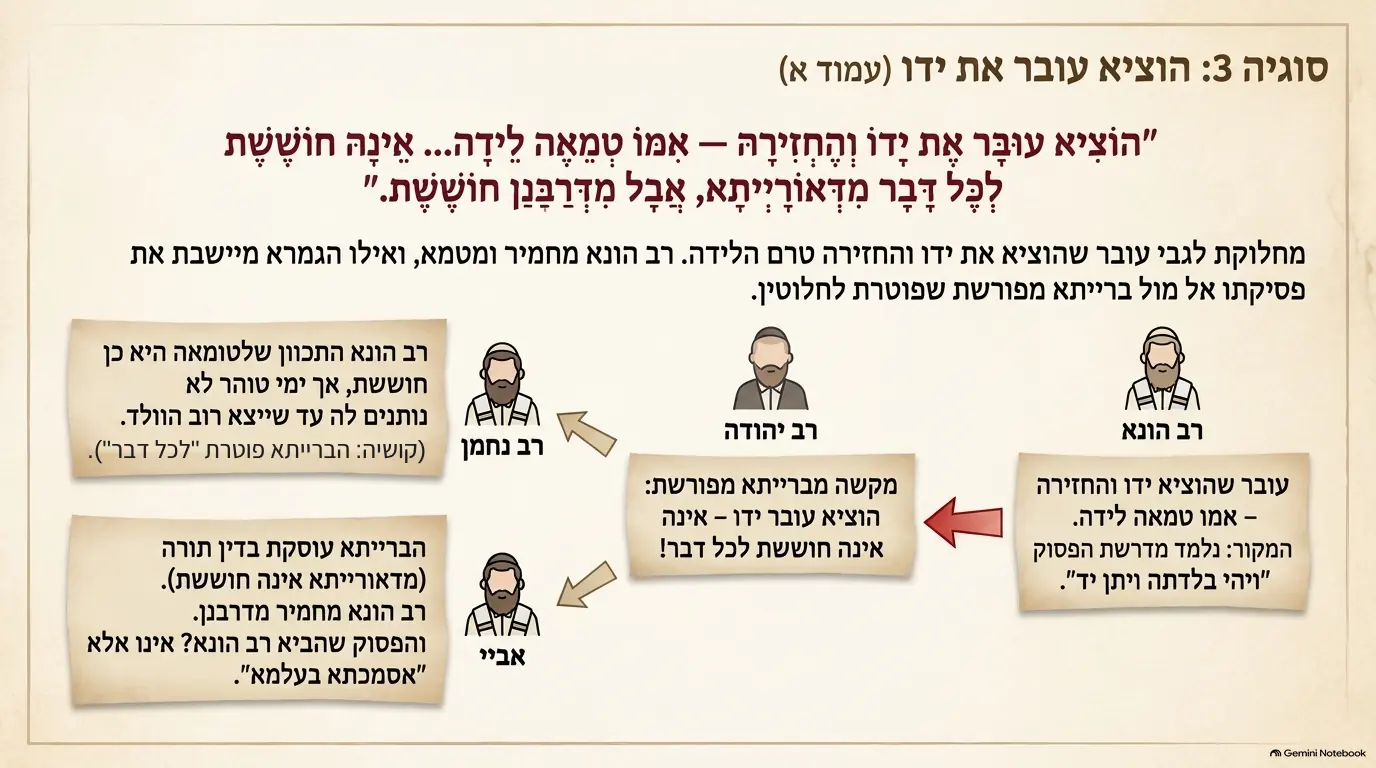 סוגיה 3: הוציא עובר את ידו (עמוד א)
"הוֹצִיא עוּבָּר אֶת יָדוֹ וְהֶחְזִירָהּ — אִמּוֹ טְמֵאָה לֵידָה... אֵינָהּ חוֹשֶׁשֶׁת
לְכׇל דָּבָר מִדְּאוֹרָיְיתָא, אֲבָל מִדְּרַבָּנַן חוֹשֶׁשֶׁת."
מחלוקת לגבי עובר שהוציא את ידו והחזירה טרם הלידה. רב הונא מחמיר ומטמא, ואילו הגמרא מיישבת את
פסיקתו אל מול ברייתא מפורשת שפוטרת לחלוטין.
רב הונא
עובר שהוציא ידו והחזירה
– אמו טמאה לידה.
המקור: נלמד מדרשת הפסוק
"ויהי בלדתה ויתן יד".
רב יהודה
מקשה מברייתא מפורשת:
הוציא עובר ידו – אינה
אינה חוששת לכל דבר!
רב נחמן
רב הונא התכוון שלטומאה היא כן
חוששת, אך ימי טוהר לא
נותנים לה עד שייצא רוב הוולד.
(קושיה: הברייתא פוטרת "לכל דבר").
אביי
הברייתא עוסקת בדין תורה
(מדאורייתא אינה חוששת).
רב הונא מחמיר מדרבנן.
והפסוק שהביא רב הונא? אינו אלא
"אסמכתא בעלמא".
Gemini Notebook